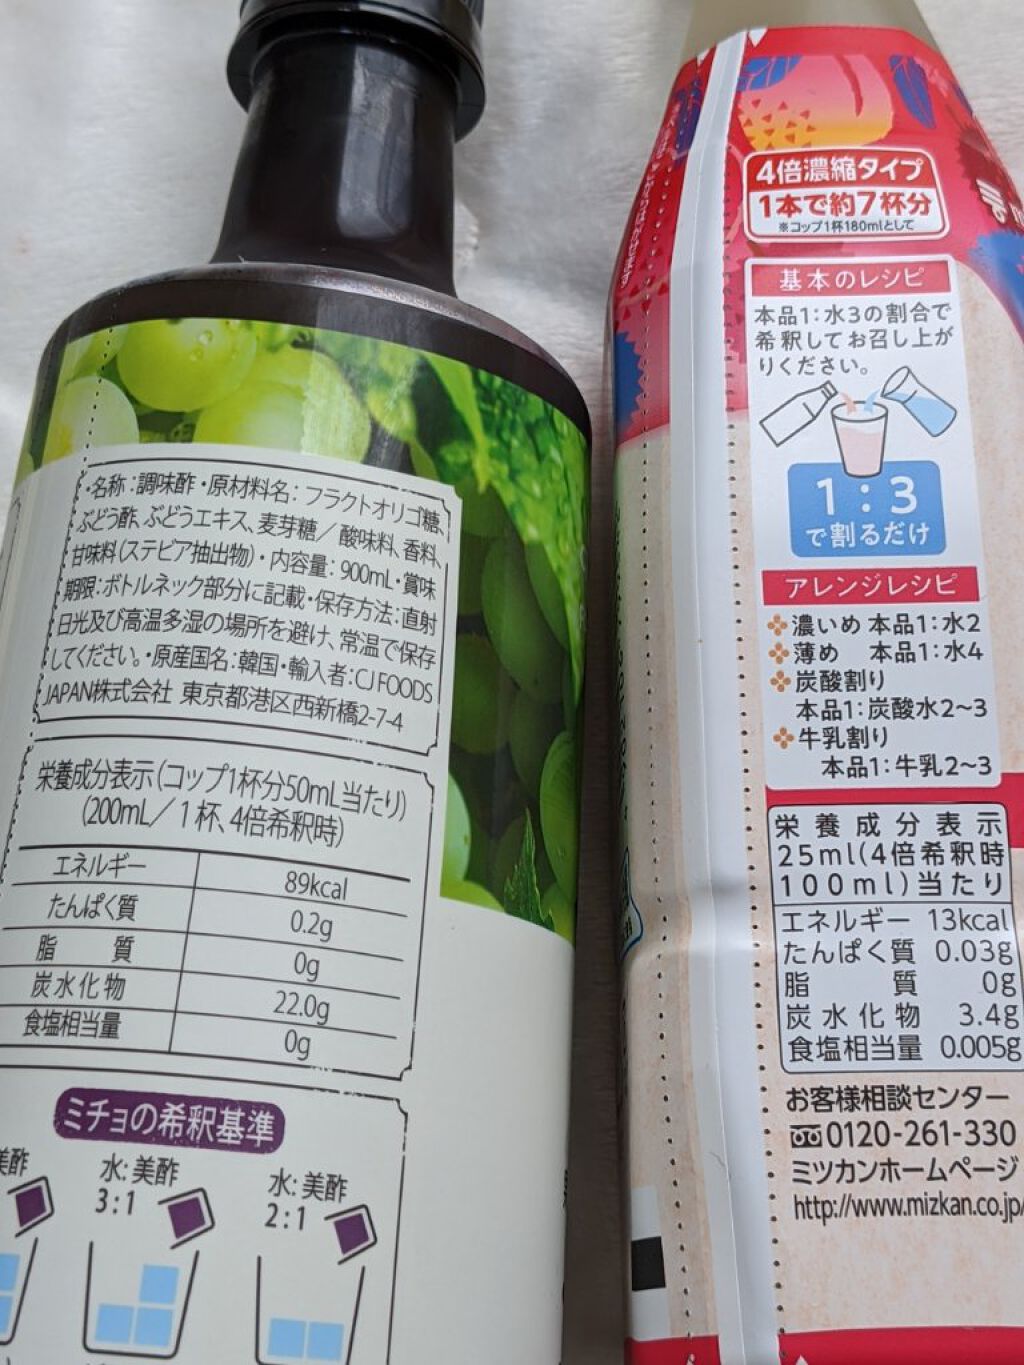 ・名称：調味酢・原材料名：フラクトオリゴ糖、
ぶどう酢、ぶどうエキス、麦芽糖／酸味料、香料、
甘味料（ステビア抽出物）・内容量：900mL・賞味
期限：ボトルネック部分に記載・保存方法：直射
日光及び高温多湿の場所を避け、常温で保存
してください。・原産国名：韓国・輸入者：CJ FOODS
JAPAN株式会社 東京都港区西新橋2-7-4
栄養成分表示（コップ1杯分50mL当たり）
（200mL／１杯、4倍希釈時）
エネルギー 89kcal
たんぱく質 0.2g
脂質 0g
炭水化物 22.0g
食塩相当量 0g
ミチョの希釈基準
美酢
水：美酢
3：1
水：美酢
2：1
4倍濃縮タイプ
1本で約7杯分
※コップ1杯180mlとして
基本のレシピ
本品1：水3の割合で
希釈してお召し上が
りください。
1：3
で割るだけ
アレンジレシピ
濃いめ 本品1：水2
薄め 本品1：水4
炭酸割り
本品1：炭酸水2~3
牛乳割り
本品1：牛乳2~3
栄養成分表示
25ml（4倍希釈時
100ml）当たり
エネルギー 13kcal
たんぱく質 0.03g
脂質 0g
炭水化物 3.4g
食塩相当量 0.005g
お客様相談センター
0120-261-330
ミツカンホームページ
http://www.mizkan.co.jp/